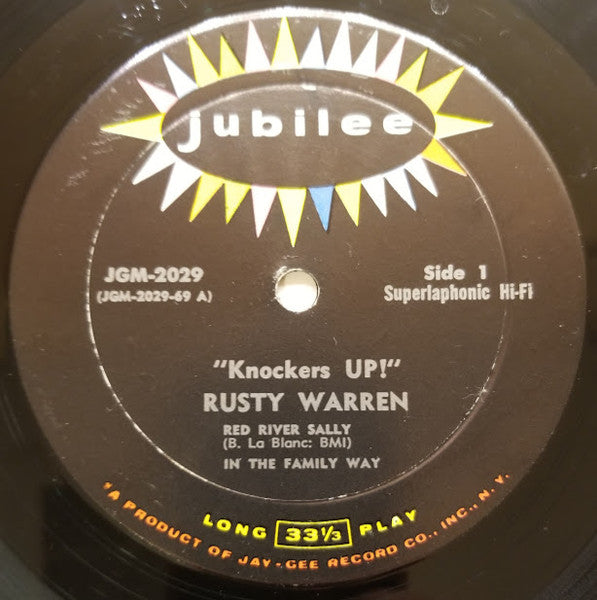 jubilee
JGM-2029
(JGM-2029-69 A)
Side 1
Superlaphonic Hi-Fi
"Knockers UP!"
RUSTY WARREN
RED RIVER SALLY
(B. La Blanc: BMI)
IN THE FAMILY WAY
LONG 33⅓ PLAY
*A PRODUCT OF JAY-GEE RECORD CO., INC., N. Y.